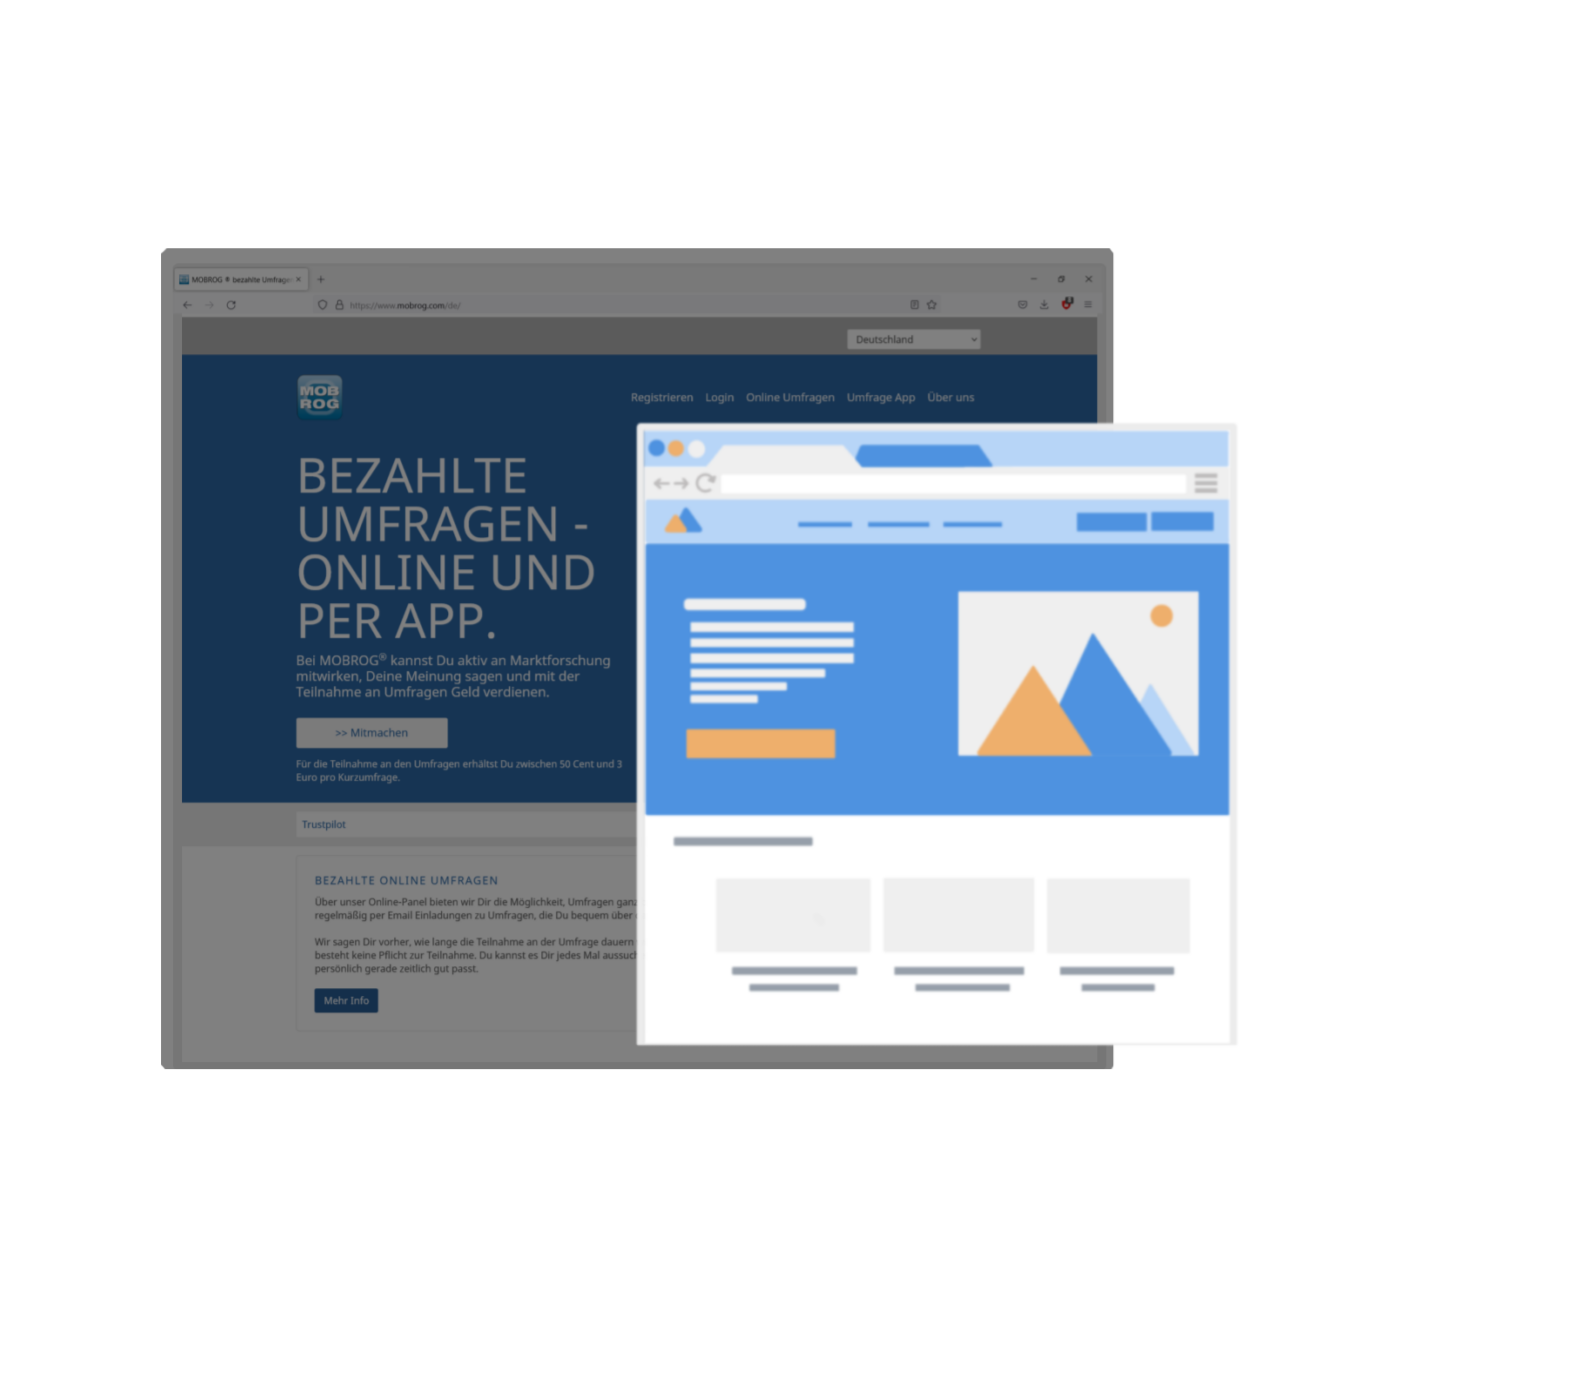 MOBROG ® bezahlte Umfrage
https://www.mobrog.com/de/
Deutschland
MOB
ROG
Registrieren Login Online Umfragen Umfrage App Über uns
BEZAHLTE
UMFRAGEN -
ONLINE UND
PER APP.
Bei MOBROG® kannst Du aktiv an Marktforschung
mitwirken, Deine Meinung sagen und mit der
Teilnahme an Umfragen Geld verdienen.
>> Mitmachen
Für die Teilnahme an den Umfragen erhältst Du zwischen 50 Cent und 3
Euro pro Kurzumfrage.
Trustpilot
BEZAHLTE ONLINE UMFRAGEN
Über unser Online-Panel bieten wir Dir die Möglichkeit, Umfragen
regelmäßig per Email Einladungen zu Umfragen, die Du bequem über
Wir sagen Dir vorher, wie lange die Teilnahme an der Umfrage dauern
besteht keine Pflicht zur Teilnahme. Du kannst es Dir jedes Mal
persönlich gerade zeitlich gut passt.
Mehr Info